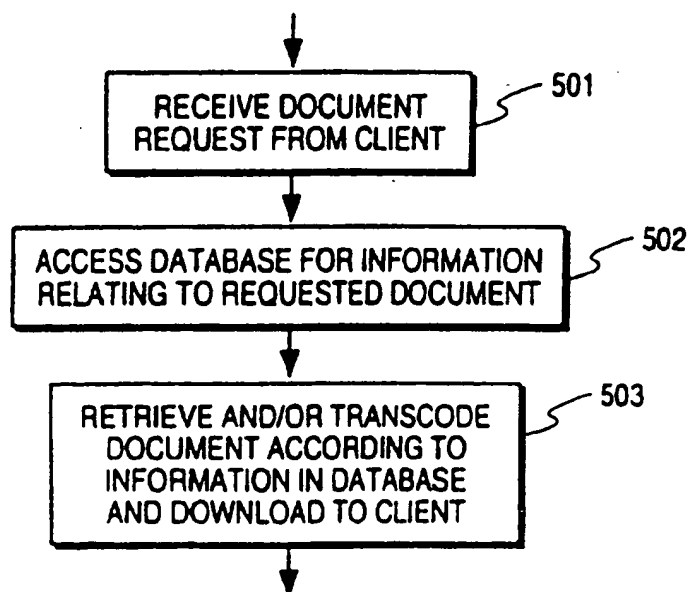 RECEIVE DOCUMENT
REQUEST FROM CLIENT
501
ACCESS DATABASE FOR INFORMATION
RELATING TO REQUESTED DOCUMENT
502
RETRIEVE AND/OR TRANSCODE
DOCUMENT ACCORDING TO
INFORMATION IN DATABASE
AND DOWNLOAD TO CLIENT
503